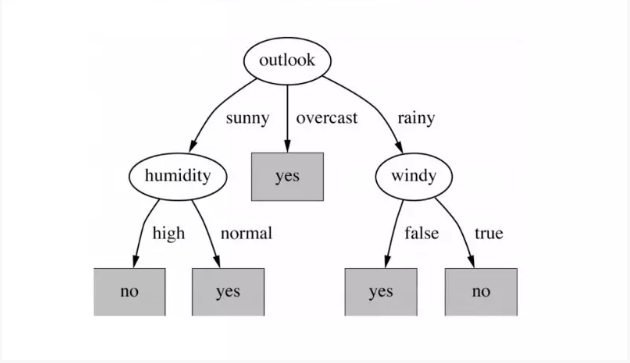 outlook
sunny overcast rainy
humidity yes windy
high normal false true
no yes yes no